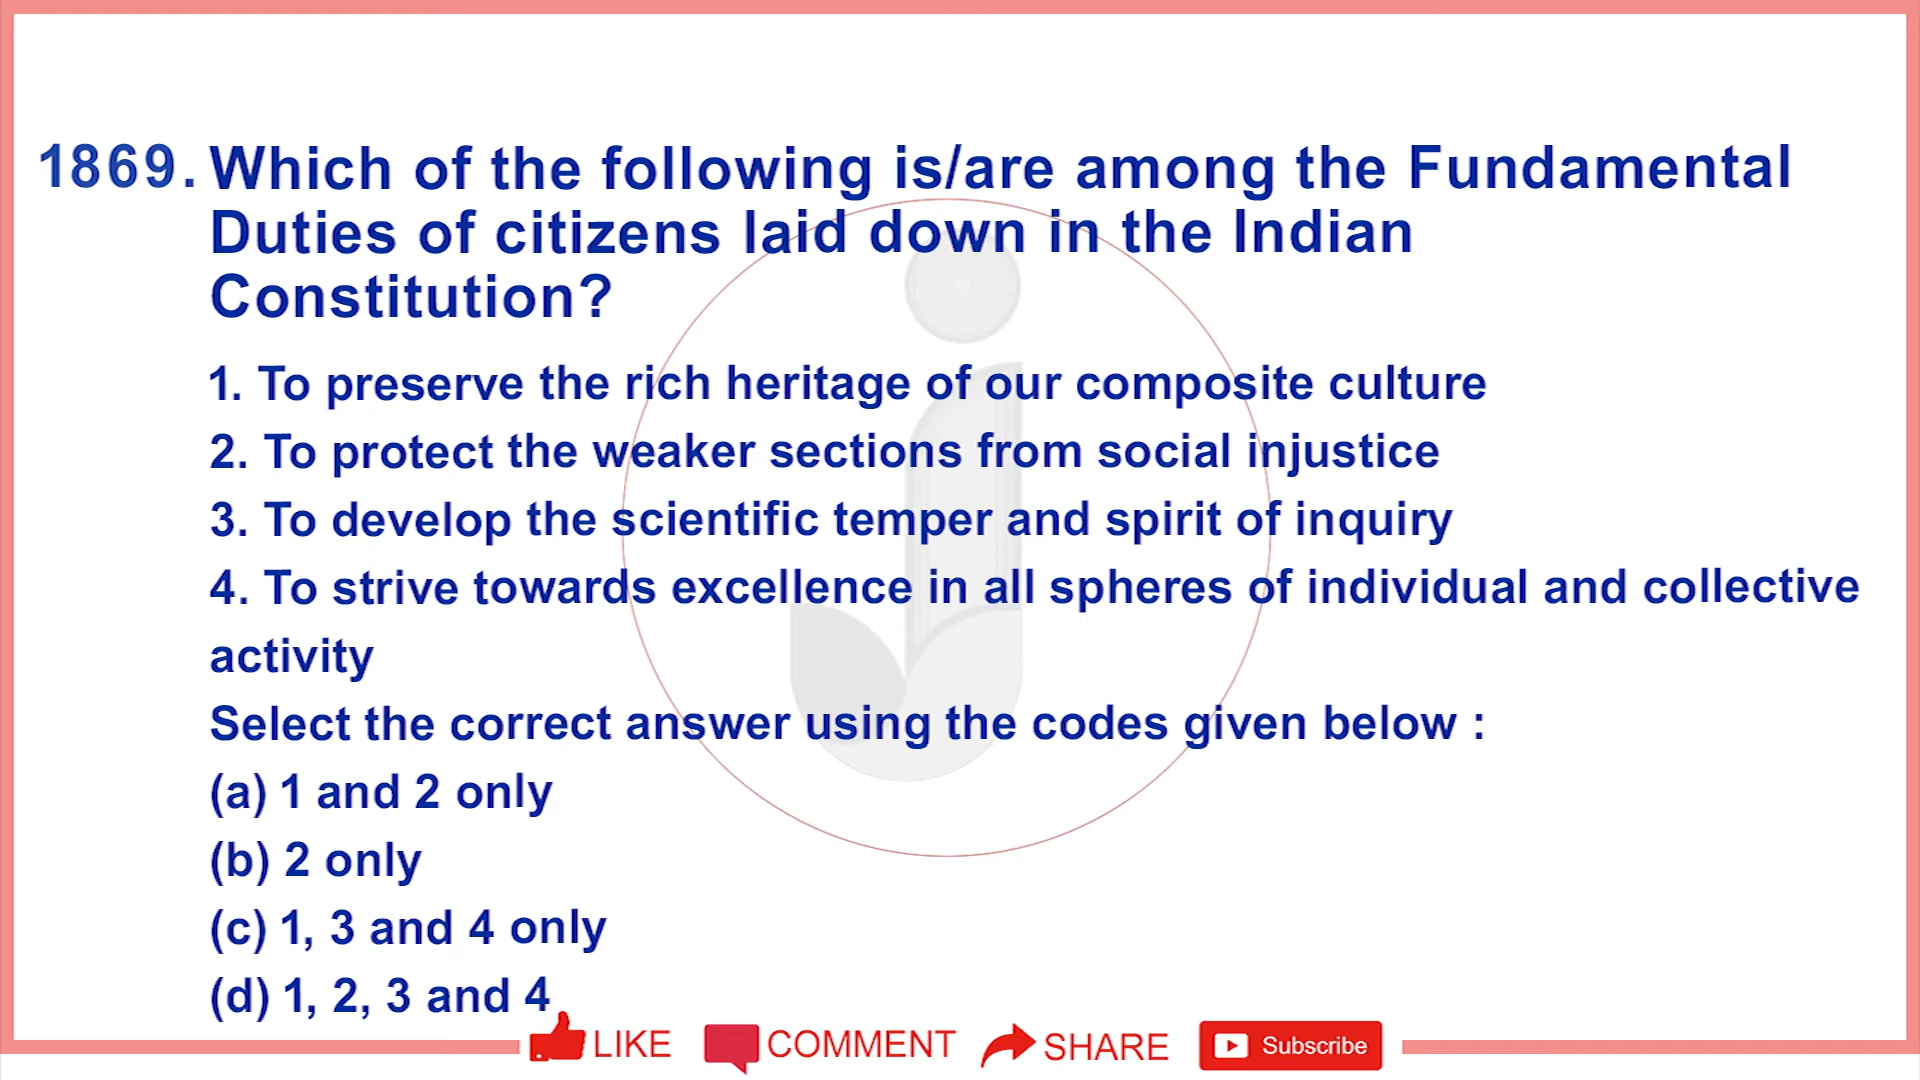 1869. Which of the following is/are among the Fundamental
Duties of citizens laid down in the Indian
Constitution?
1. To preserve the rich heritage of our composite culture
2. To protect the weaker sections from social injustice
3. To develop the scientific temper and spirit of inquiry
4. To strive towards excellence in all spheres of individual and collective
activity
Select the correct answer using the codes given below :
(a) 1 and 2 only
(b) 2 only
(c) 1, 3 and 4 only
(d) 1, 2, 3 and 4
LIKE COMMENT SHARE Subscribe